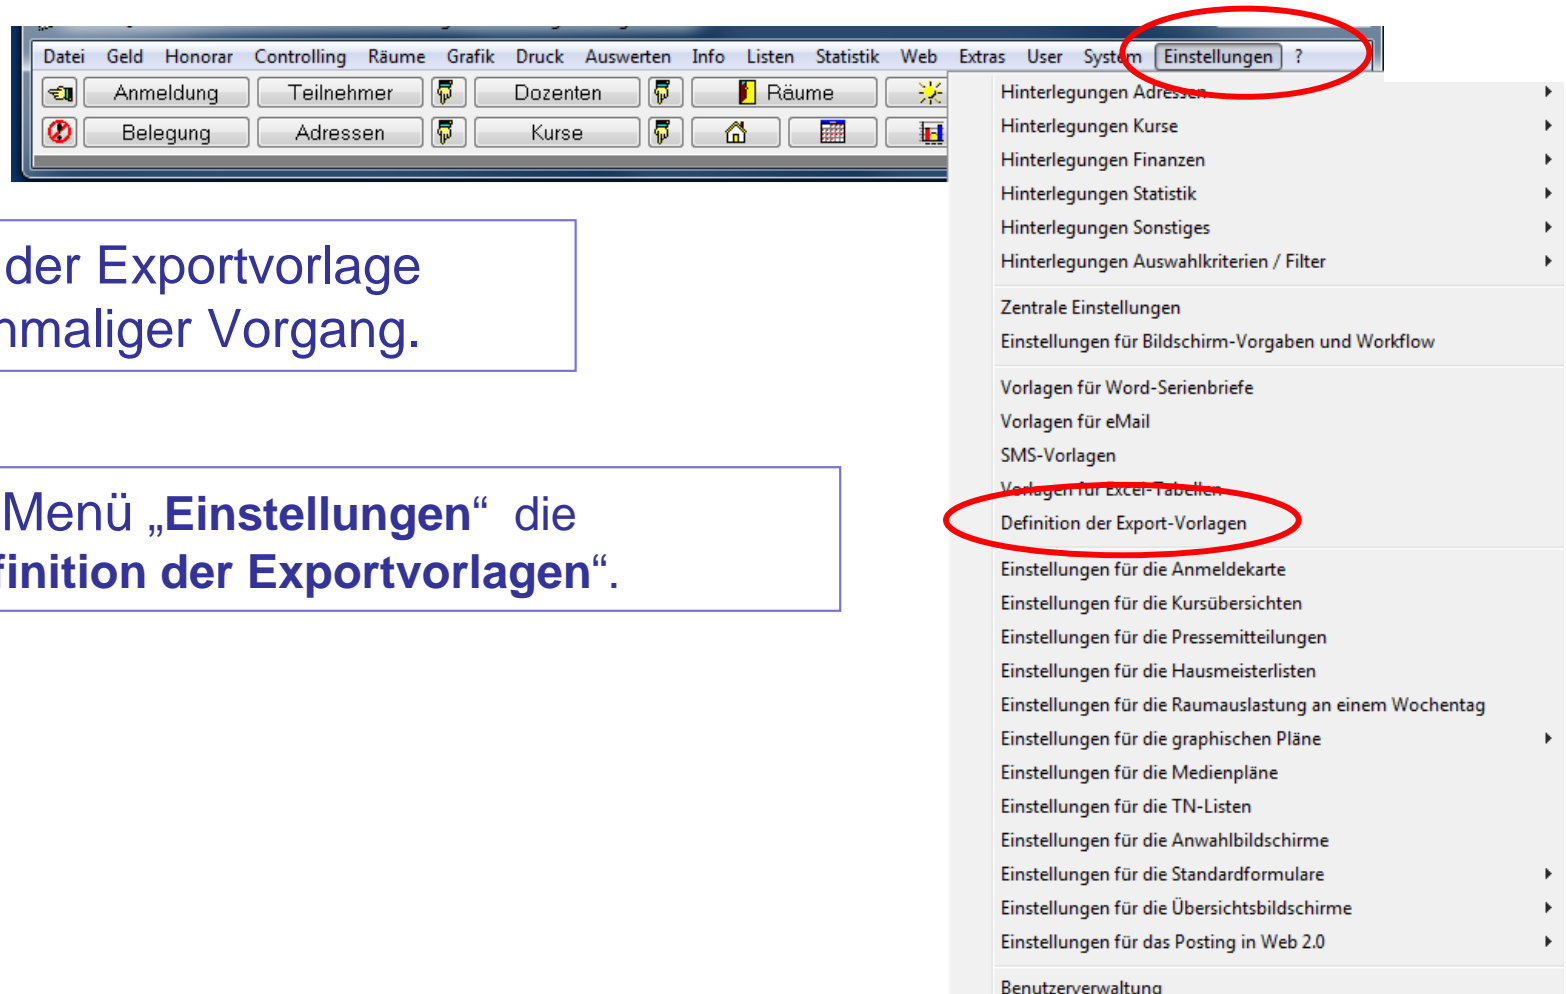 Datei Geld Honorar Controlling Räume Grafik Druck Auswerten Info Listen Statistik Web Extras User System Einstellungen ?
Anmeldung Teilnehmer Dozenten Räume
Belegung Adressen Kurse
Hinterlegungen Adressen
Hinterlegungen Kurse
Hinterlegungen Finanzen
Hinterlegungen Statistik
Hinterlegungen Sonstiges
Hinterlegungen Auswahlkriterien / Filter
Zentrale Einstellungen
Einstellungen für Bildschirm-Vorgaben und Workflow
Vorlagen für Word-Serienbriefe
Vorlagen für eMail
SMS-Vorlagen
Vorlagen für Excel-Tabellen
Definition der Export-Vorlagen
Einstellungen für die Anmeldekarte
Einstellungen für die Kursübersichten
Einstellungen für die Pressemitteilungen
Einstellungen für die Hausmeisterlisten
Einstellungen für die Raumauslastung an einem Wochentag
Einstellungen für die graphischen Pläne
Einstellungen für die Medienpläne
Einstellungen für die TN-Listen
Einstellungen für die Anwahlbildschirme
Einstellungen für die Standardformulare
Einstellungen für die Übersichtsbildschirme
Einstellungen für das Posting in Web 2.0
Benutzerverwaltung
der Exportvorlage
nmaliger Vorgang.
Menü „Einstellungen“ die
finition der Exportvorlagen“.